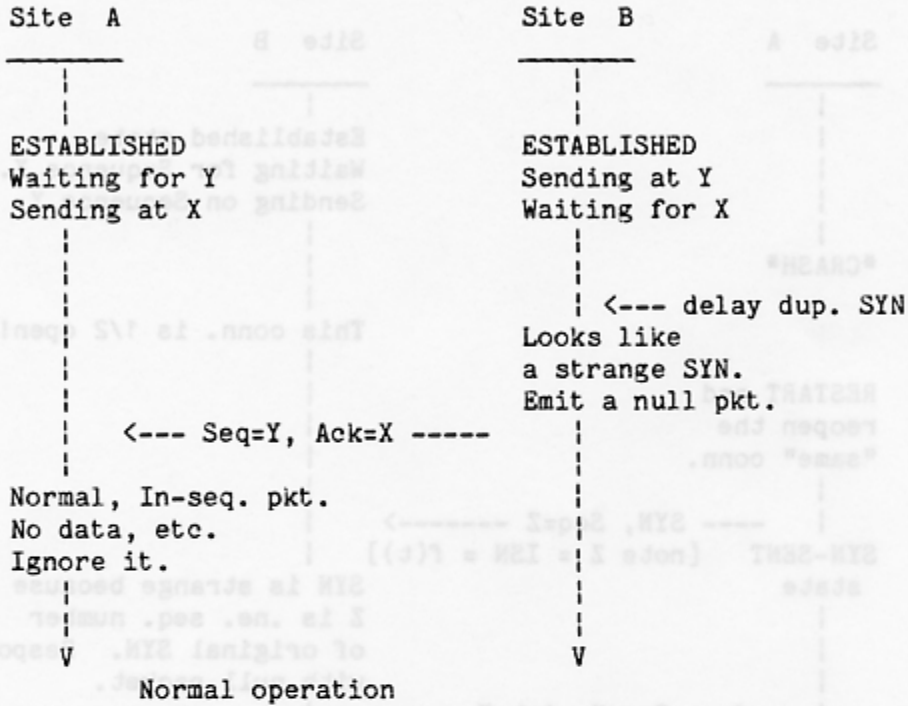 Site A Site B
ESTABLISHED ESTABLISHED
Waiting for Y Sending at Y
Sending at X Waiting for X
<--- delay dup. SYN
Looks like
a strange SYN.
Emit a null pkt.
<--- Seq=Y, Ack=X -----
Normal, In-seq. pkt.
No data, etc.
Ignore it.
V V
Normal operation